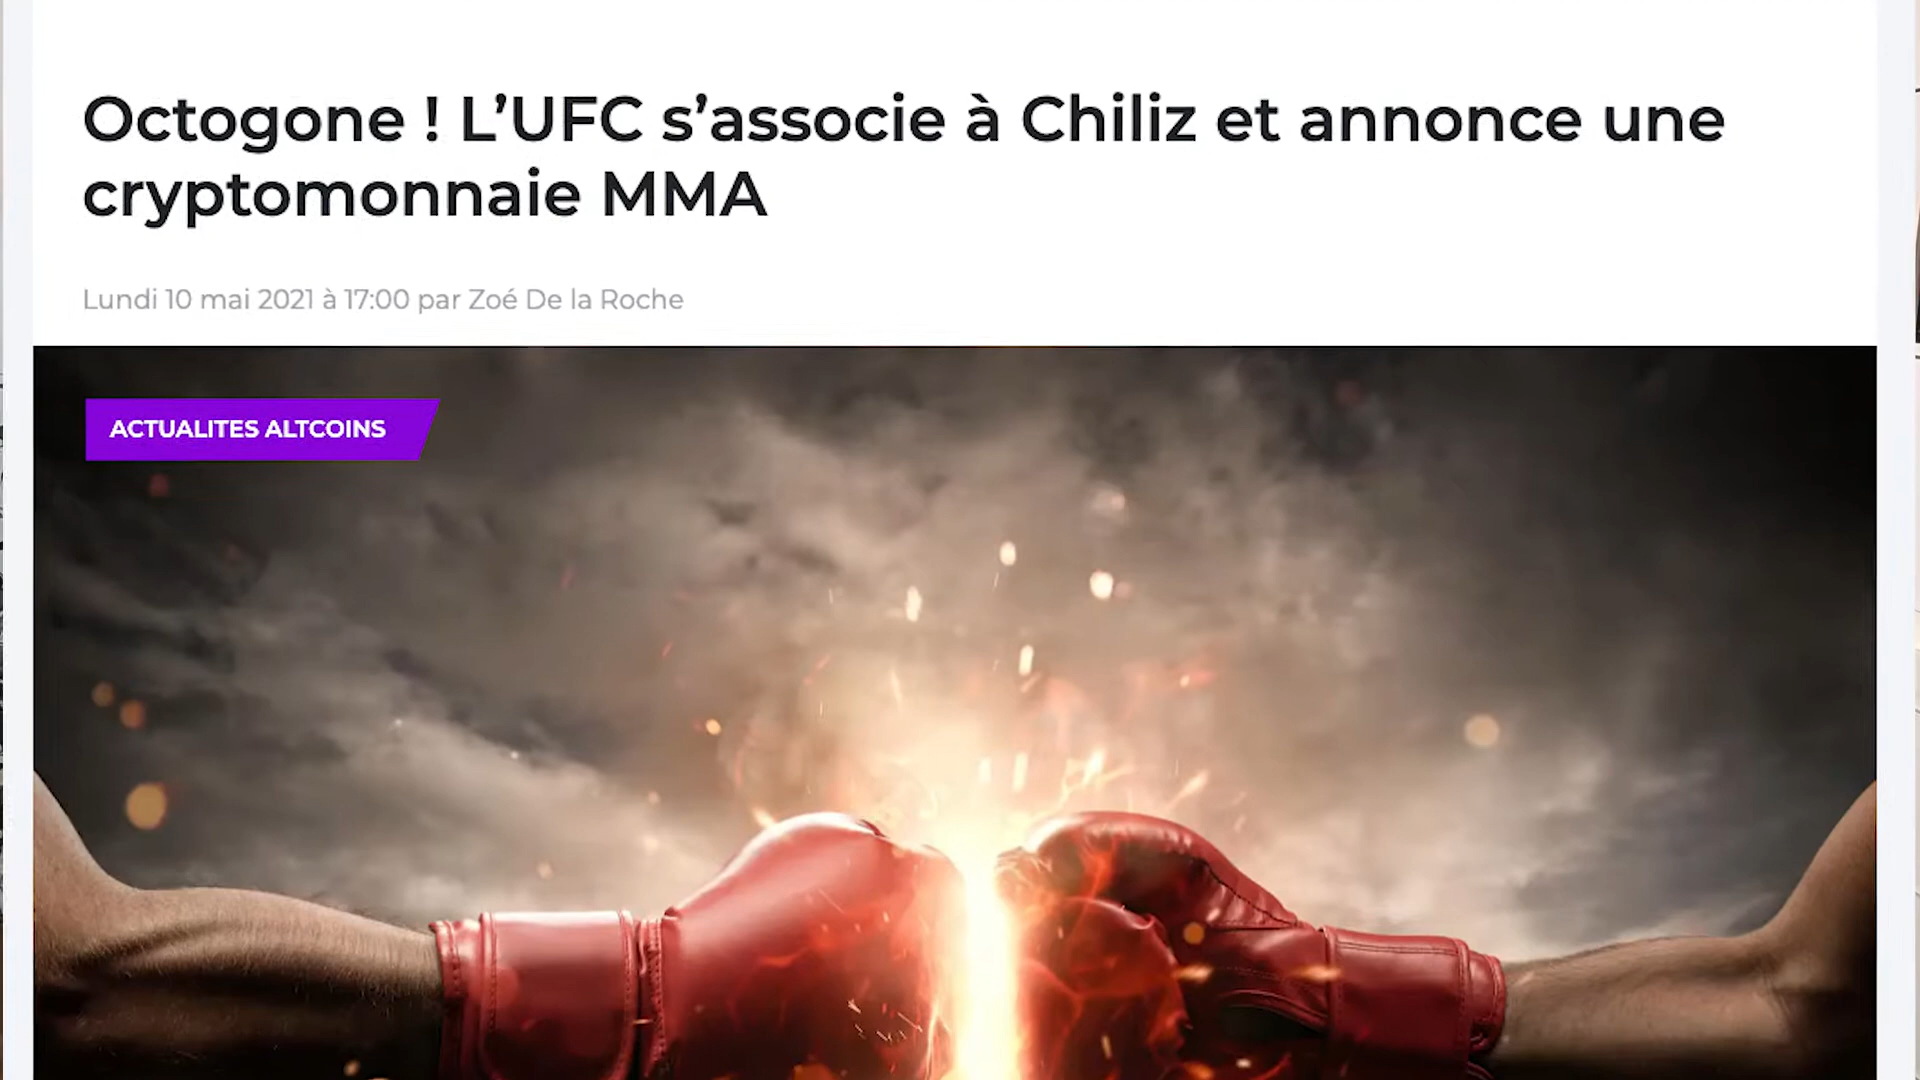 Octogone ! L’UFC s’associe à Chiliz et annonce une
cryptomonnaie MMA
Lundi 10 mai 2021 à 17:00 par Zoé De la Roche
ACTUALITES ALTCOINS